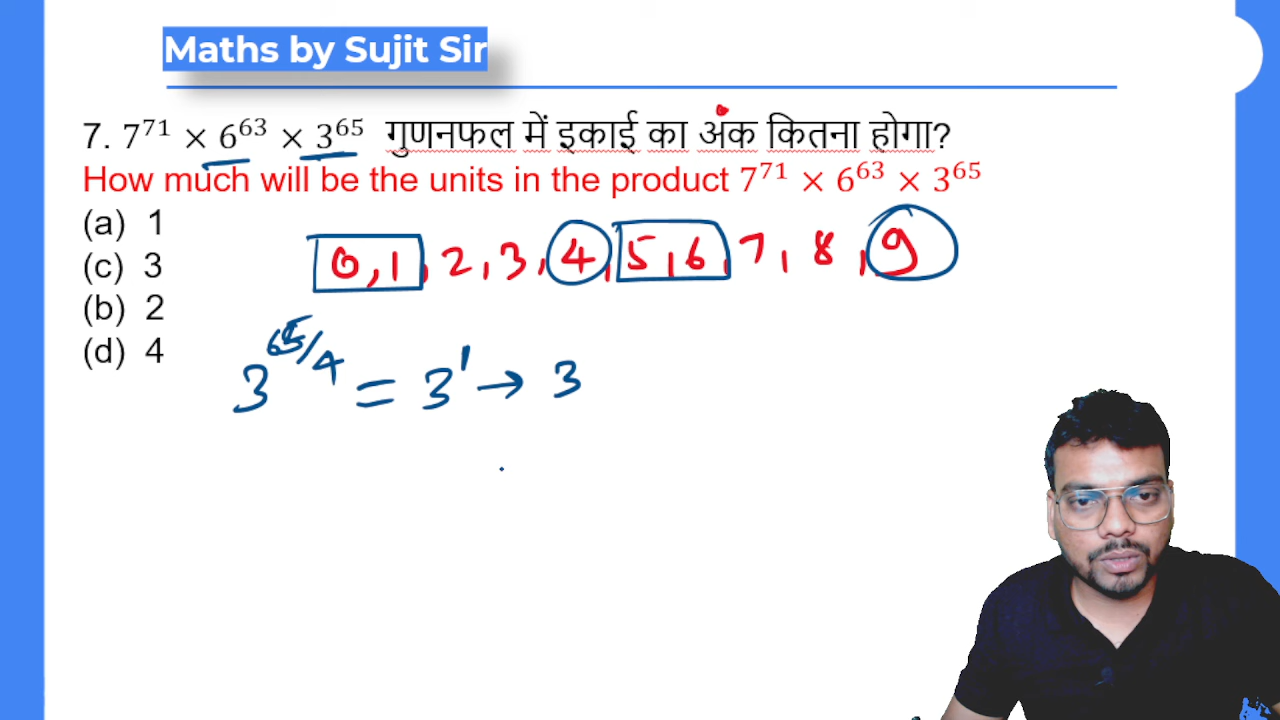 Maths by Sujit Sir
7. 7⁷¹ × 6⁶³ × 3⁶⁵ गुणनफल में इकाई का अंक कितना होगा?
How much will be the units in the product 7⁷¹ × 6⁶³ × 3⁶⁵
(a) 1
(c) 3
(b) 2
(d) 4
0, 1, 2, 3, 4, 5, 6, 7, 8, 9
3^65/4 = 3¹ → 3